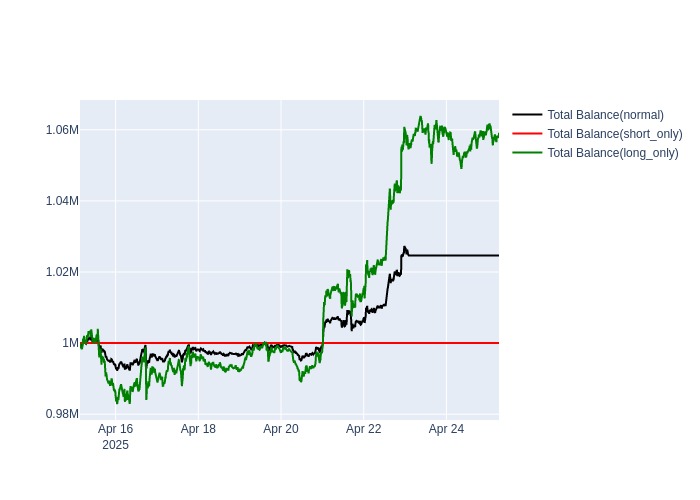 Total Balance(normal)
Total Balance(short_only)
Total Balance(long_only)
1.06M
1.04M
1.02M
1M
0.98M
Apr 16
2025
Apr 18
Apr 20
Apr 22
Apr 24